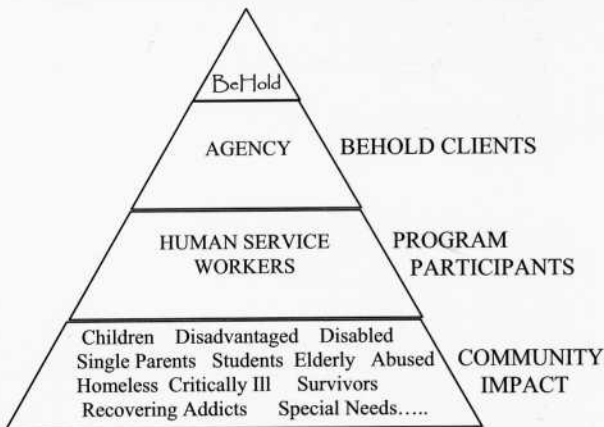 BeHold
AGENCY BEHOLD CLIENTS
HUMAN SERVICE
WORKERS
PROGRAM
PARTICIPANTS
Children Disadvantaged Disabled
Single Parents Students Elderly Abused
Homeless Critically Ill Survivors
Recovering Addicts Special Needs.....
COMMUNITY
IMPACT